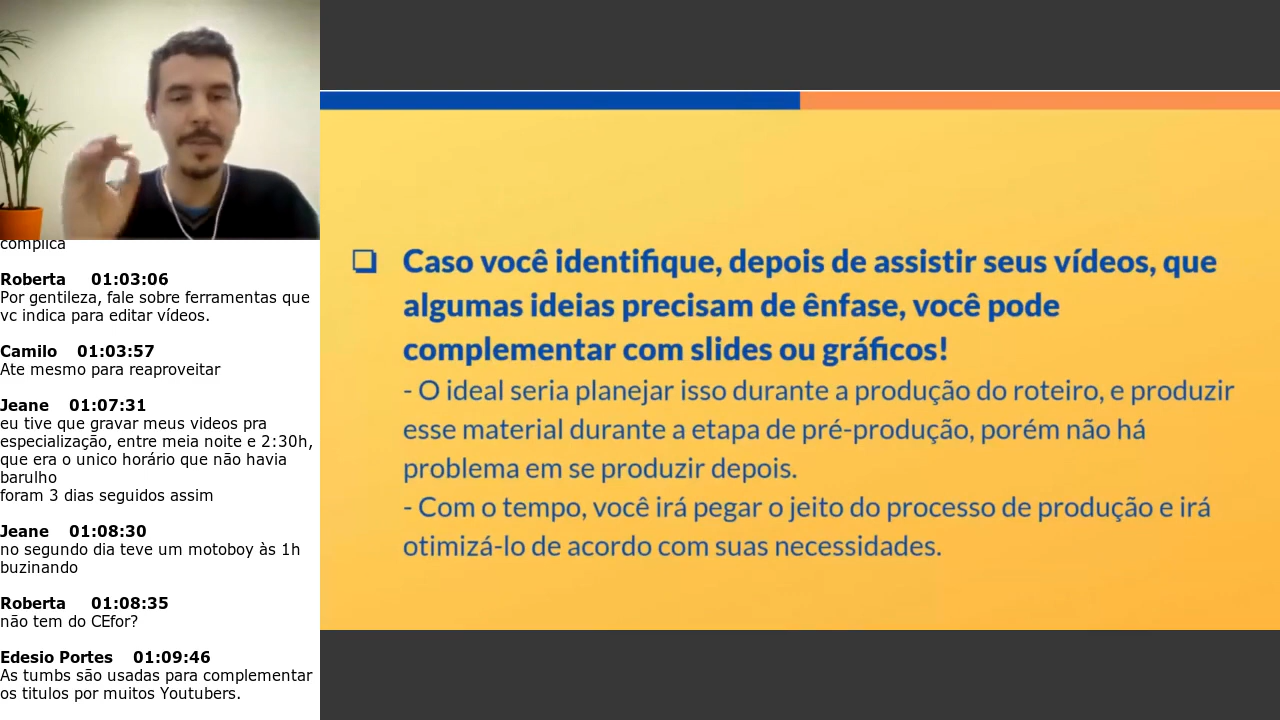 complica
Roberta 01:03:06
Por gentileza, fale sobre ferramentas que
vc indica para editar vídeos.
Camilo 01:03:57
Ate mesmo para reaproveitar
Jeane 01:07:31
eu tive que gravar meus videos pra
especialização, entre meia noite e 2:30h,
que era o unico horário que não havia
barulho
foram 3 dias seguidos assim
Jeane 01:08:30
no segundo dia teve um motoboy às 1h
buzinando
Roberta 01:08:35
não tem do CEfor?
Edesio Portes 01:09:46
As tumbs são usadas para complementar
os titulos por muitos Youtubers.
Caso você identifique, depois de assistir seus vídeos, que
algumas ideias precisam de ênfase, você pode
complementar com slides ou gráficos!
- O ideal seria planejar isso durante a produção do roteiro, e produzir
esse material durante a etapa de pré-produção, porém não há
problema em se produzir depois.
- Com o tempo, você irá pegar o jeito do processo de produção e irá
otimizá-lo de acordo com suas necessidades.